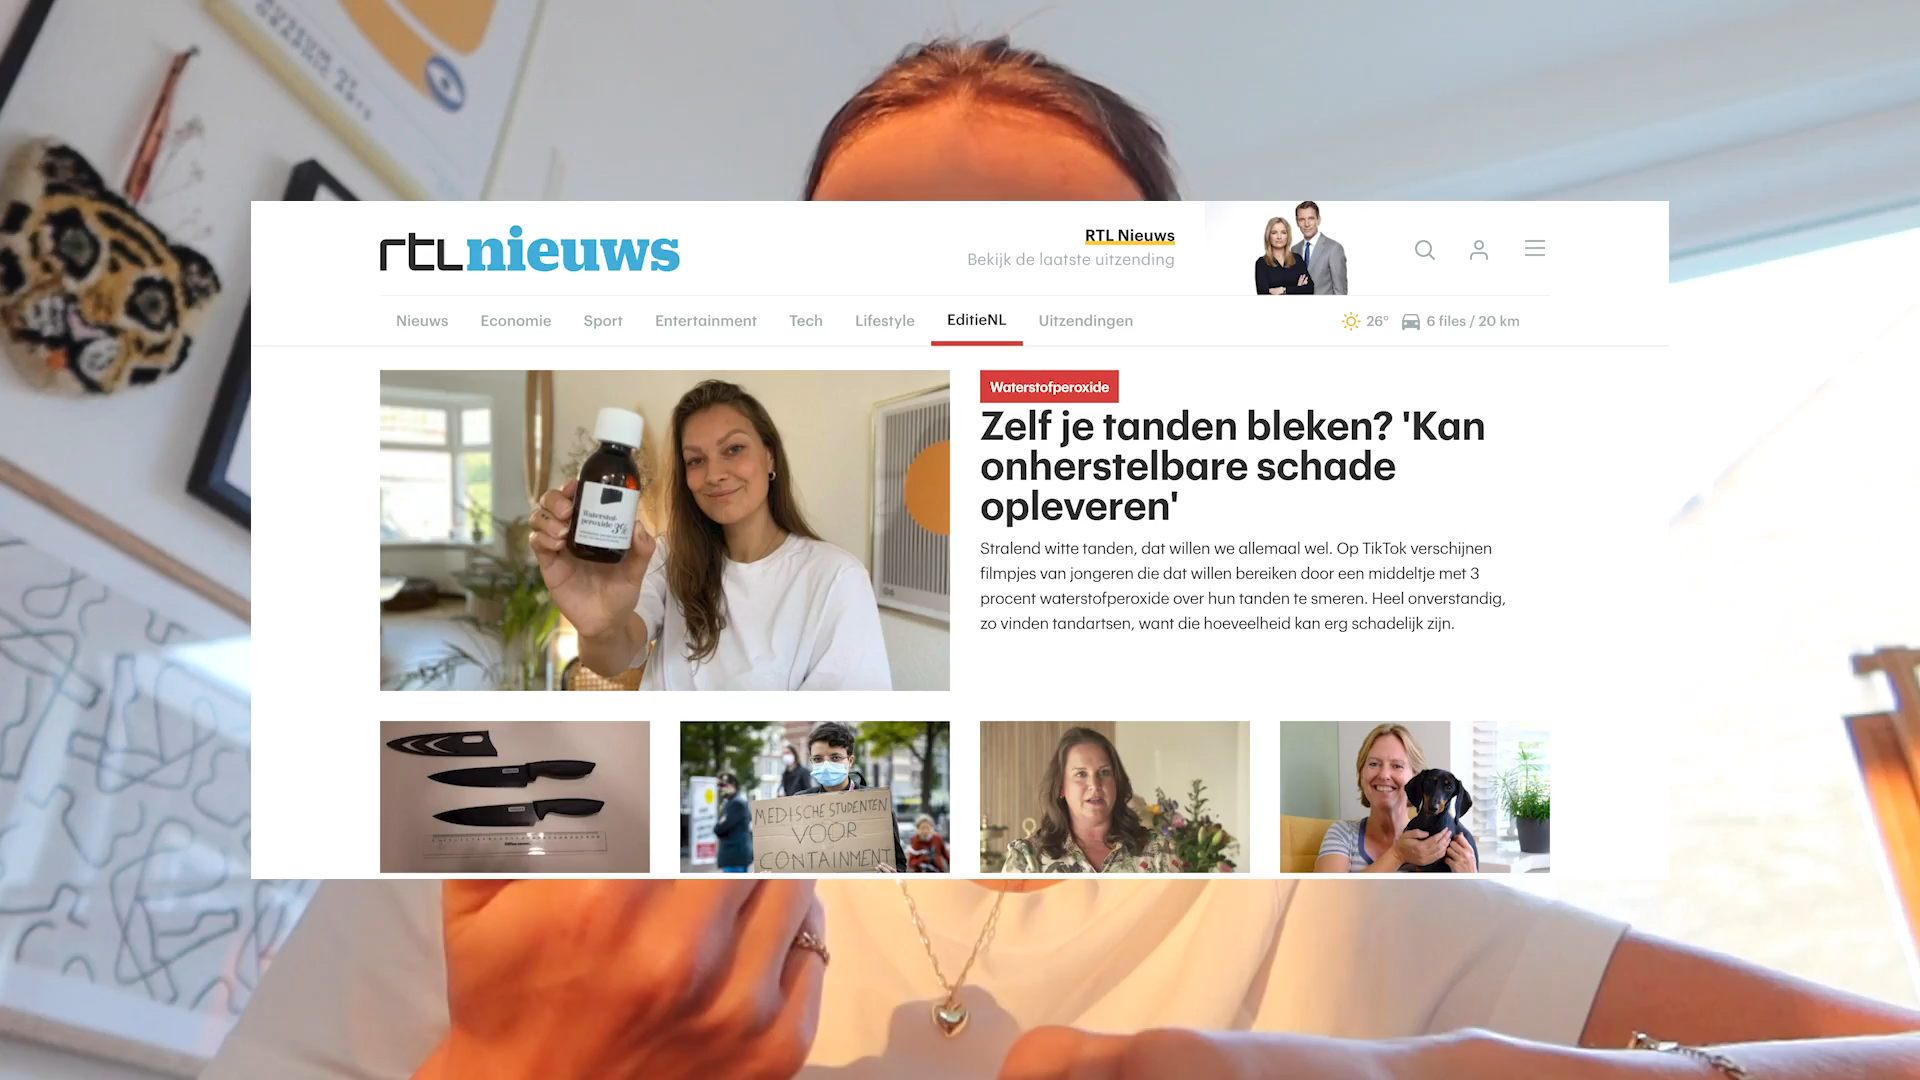 rtlnieuws
RTL Nieuws
Bekijk de laatste uitzending
Nieuws
Economie
Sport
Entertainment
Tech
Lifestyle
EditieNL
Uitzendingen
26°
6 files / 20 km
Waterstofperoxide
Zelf je tanden bleken? 'Kan
onherstelbare schade
opleveren'
Stralend witte tanden, dat willen we allemaal wel. Op TikTok verschijnen
filmpjes van jongeren die dat willen bereiken door een middeltje met 3
procent waterstofperoxide over hun tanden te smeren. Heel onverstandig,
zo vinden tandartsen, want die hoeveelheid kan erg schadelijk zijn.
Waterstof-
peroxide 3%
MEDISCHE STUDENTEN
VOOR
CONTAINMENT